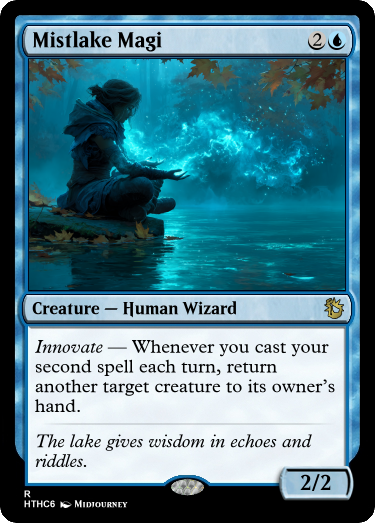 Mistlake Magi 2
Creature — Human Wizard
Innovate — Whenever you cast your
second spell each turn, return
another target creature to its owner's
hand.
The lake gives wisdom in echoes and
riddles.
2/2
R
HTHC6 Midjourney